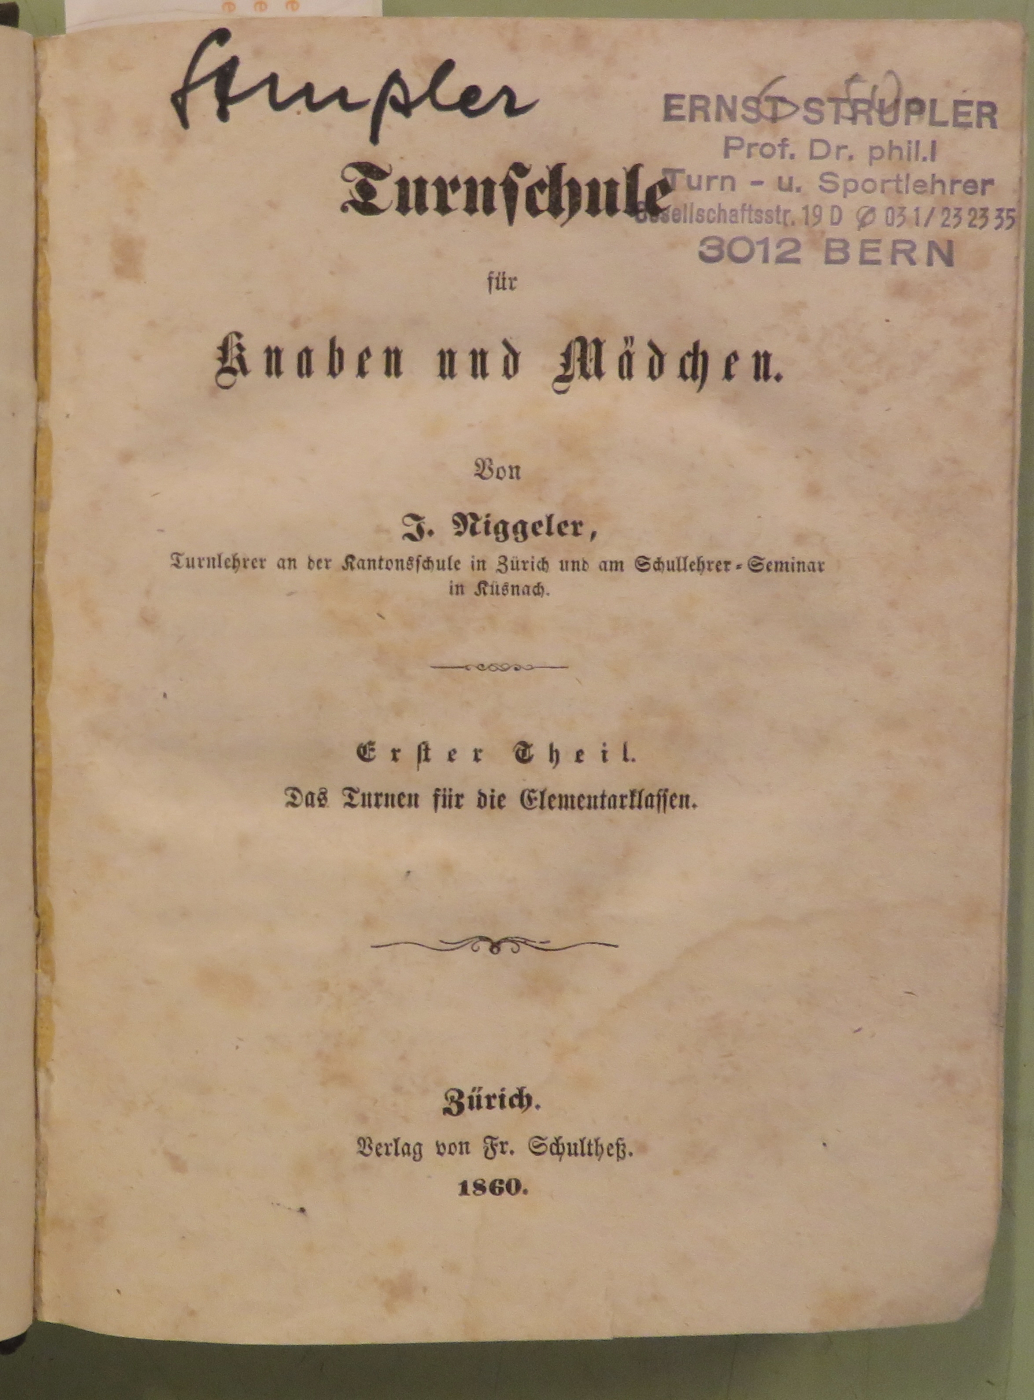 Strupler
ERNST STRUPLER
Prof. Dr. phil.I
Turn - u. Sportlehrer
Gesellschaftsstr. 19 D Ø 031/23 23 35
3012 BERN
Turnschule
für
Knaben und Mädchen.
Von
J. Niggeler,
Turnlehrer an der Kantonsschule in Zürich und am Schullehrer-Seminar
in Küsnach.
Erster Theil.
Das Turnen für die Elementarklassen.
Zürich.
Verlag von Fr. Schultheß.
1860.